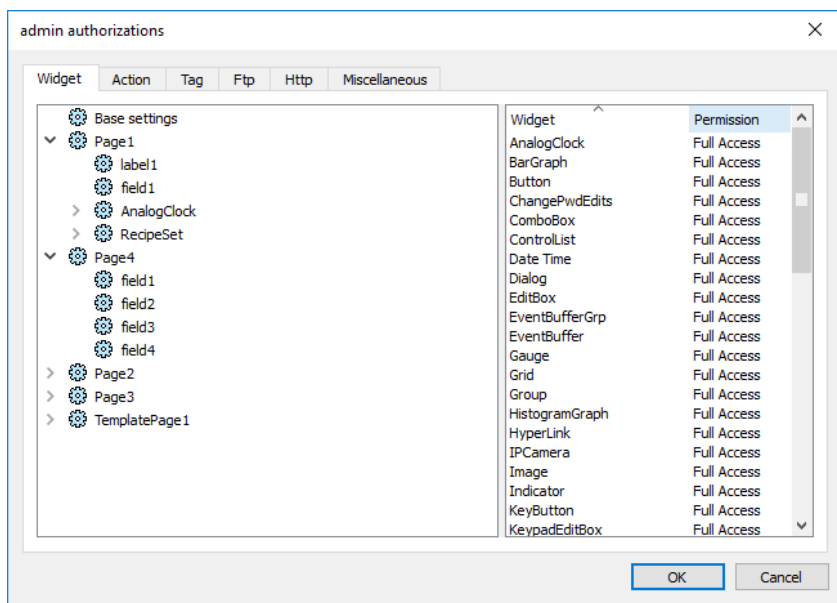 admin authorizations
Widget Action Tag Ftp Http Miscellaneous
Base settings
Page1
label1
field1
AnalogClock
RecipeSet
Page4
field1
field2
field3
field4
Page2
Page3
TemplatePage1
Widget Permission
AnalogClock Full Access
BarGraph Full Access
Button Full Access
ChangePwdEdits Full Access
ComboBox Full Access
ControlList Full Access
Date Time Full Access
Dialog Full Access
EditBox Full Access
EventBufferGrp Full Access
EventBuffer Full Access
Gauge Full Access
Grid Full Access
Group Full Access
HistogramGraph Full Access
HyperLink Full Access
IPCamera Full Access
Image Full Access
Indicator Full Access
KeyButton Full Access
KeypadEditBox Full Access
OK Cancel